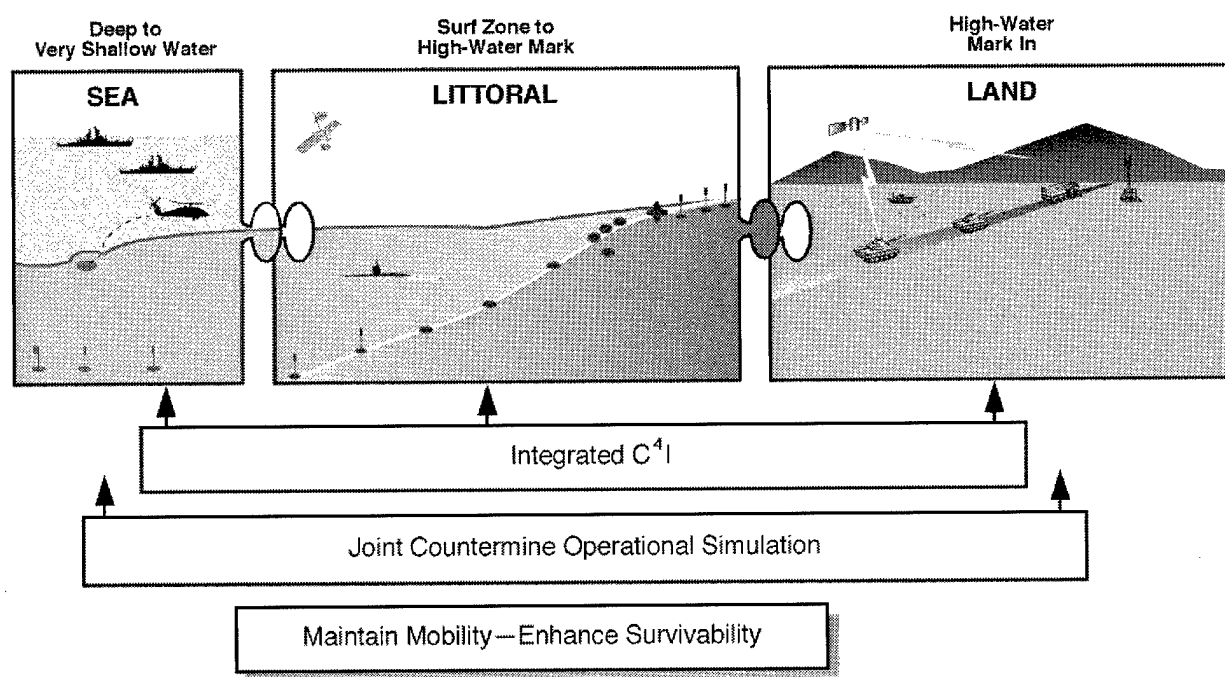 Deep to
Very Shallow Water
Surf Zone to
High-Water Mark
High-Water
Mark In
SEA
LITTORAL
LAND
Integrated C⁴I
Joint Countermine Operational Simulation
Maintain Mobility—Enhance Survivability